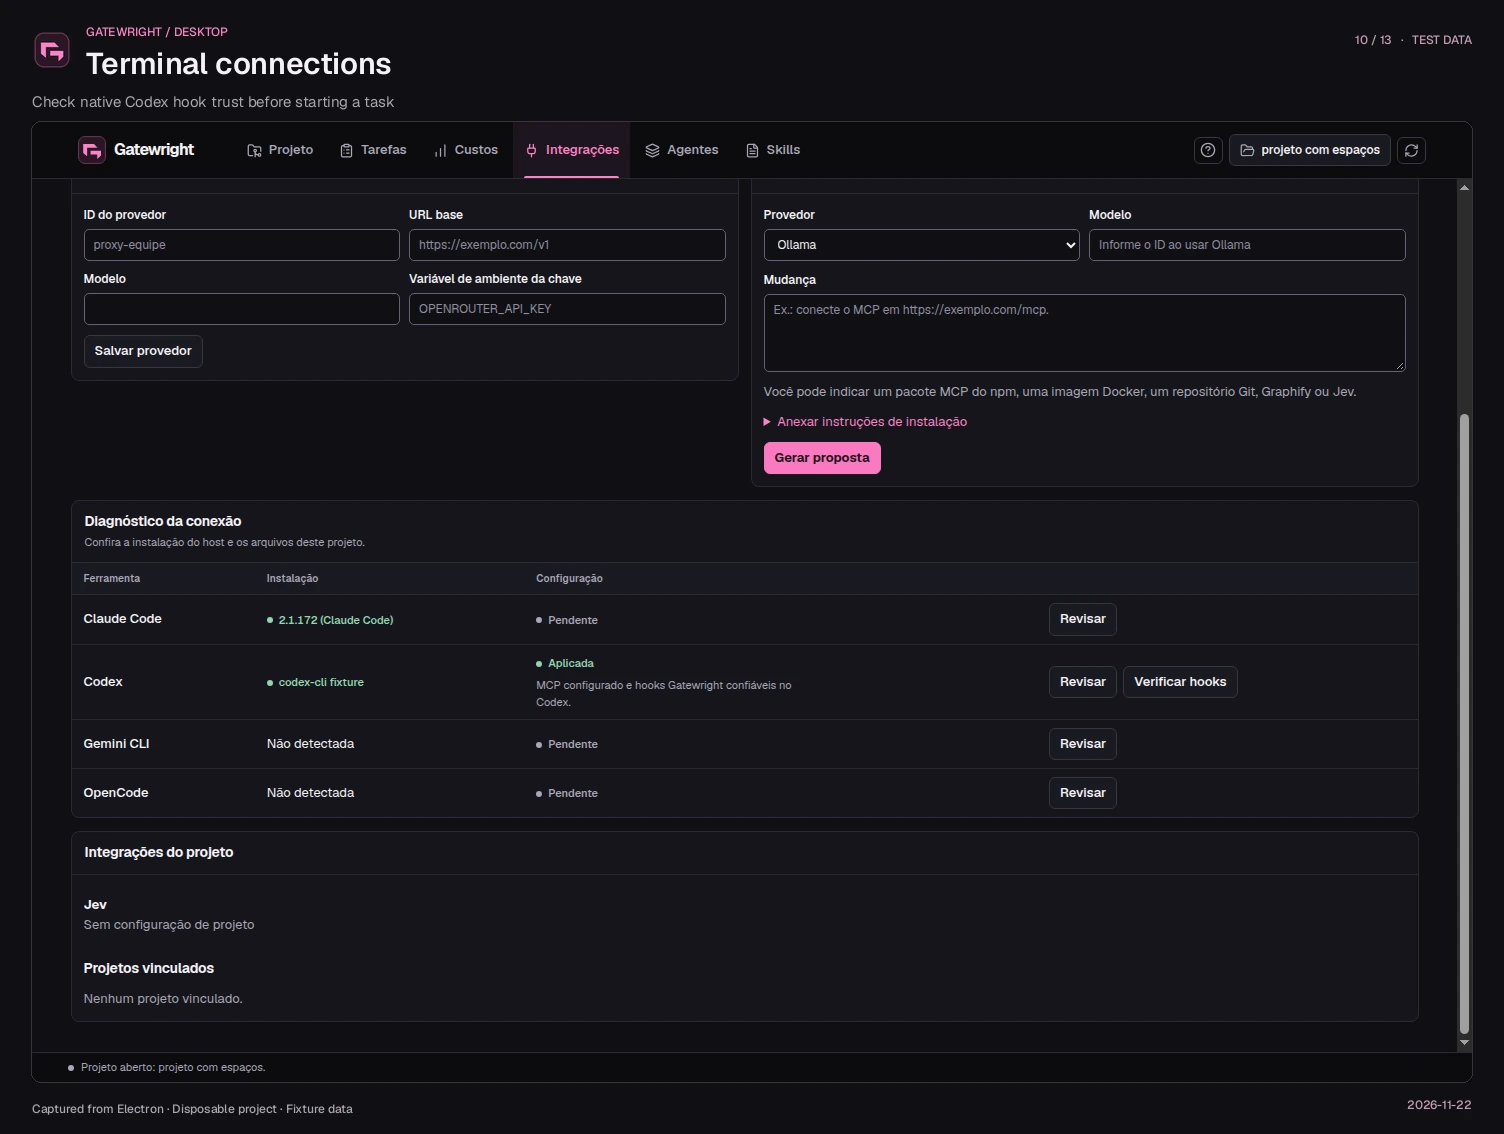 GATEWRIGHT / DESKTOP
Terminal connections
10 / 13 · TEST DATA
Check native Codex hook trust before starting a task
Gatewright
Projeto
Tarefas
Custos
Integrações
Agentes
Skills
projeto com espaços
ID do provedor
URL base
proxy-equipe
https://exemplo.com/v1
Modelo
Variável de ambiente da chave
OPENROUTER_API_KEY
Salvar provedor
Provedor
Modelo
Ollama
Informe o ID ao usar Ollama
Mudança
Ex.: conecte o MCP em https://exemplo.com/mcp.
Você pode indicar um pacote MCP do npm, uma imagem Docker, um repositório Git, Graphify ou Jev.
Anexar instruções de instalação
Gerar proposta
Diagnóstico da conexão
Confira a instalação do host e os arquivos deste projeto.
Ferramenta Instalação Configuração
Claude Code 2.1.172 (Claude Code) Pendente Revisar
Codex codex-cli fixture Aplicada
MCP configurado e hooks Gatewright confiáveis no
Codex.
Revisar Verificar hooks
Gemini CLI Não detectada Pendente Revisar
OpenCode Não detectada Pendente Revisar
Integrações do projeto
Jev
Sem configuração de projeto
Projetos vinculados
Nenhum projeto vinculado.
Projeto aberto: projeto com espaços.
Captured from Electron · Disposable project · Fixture data
2026-11-22